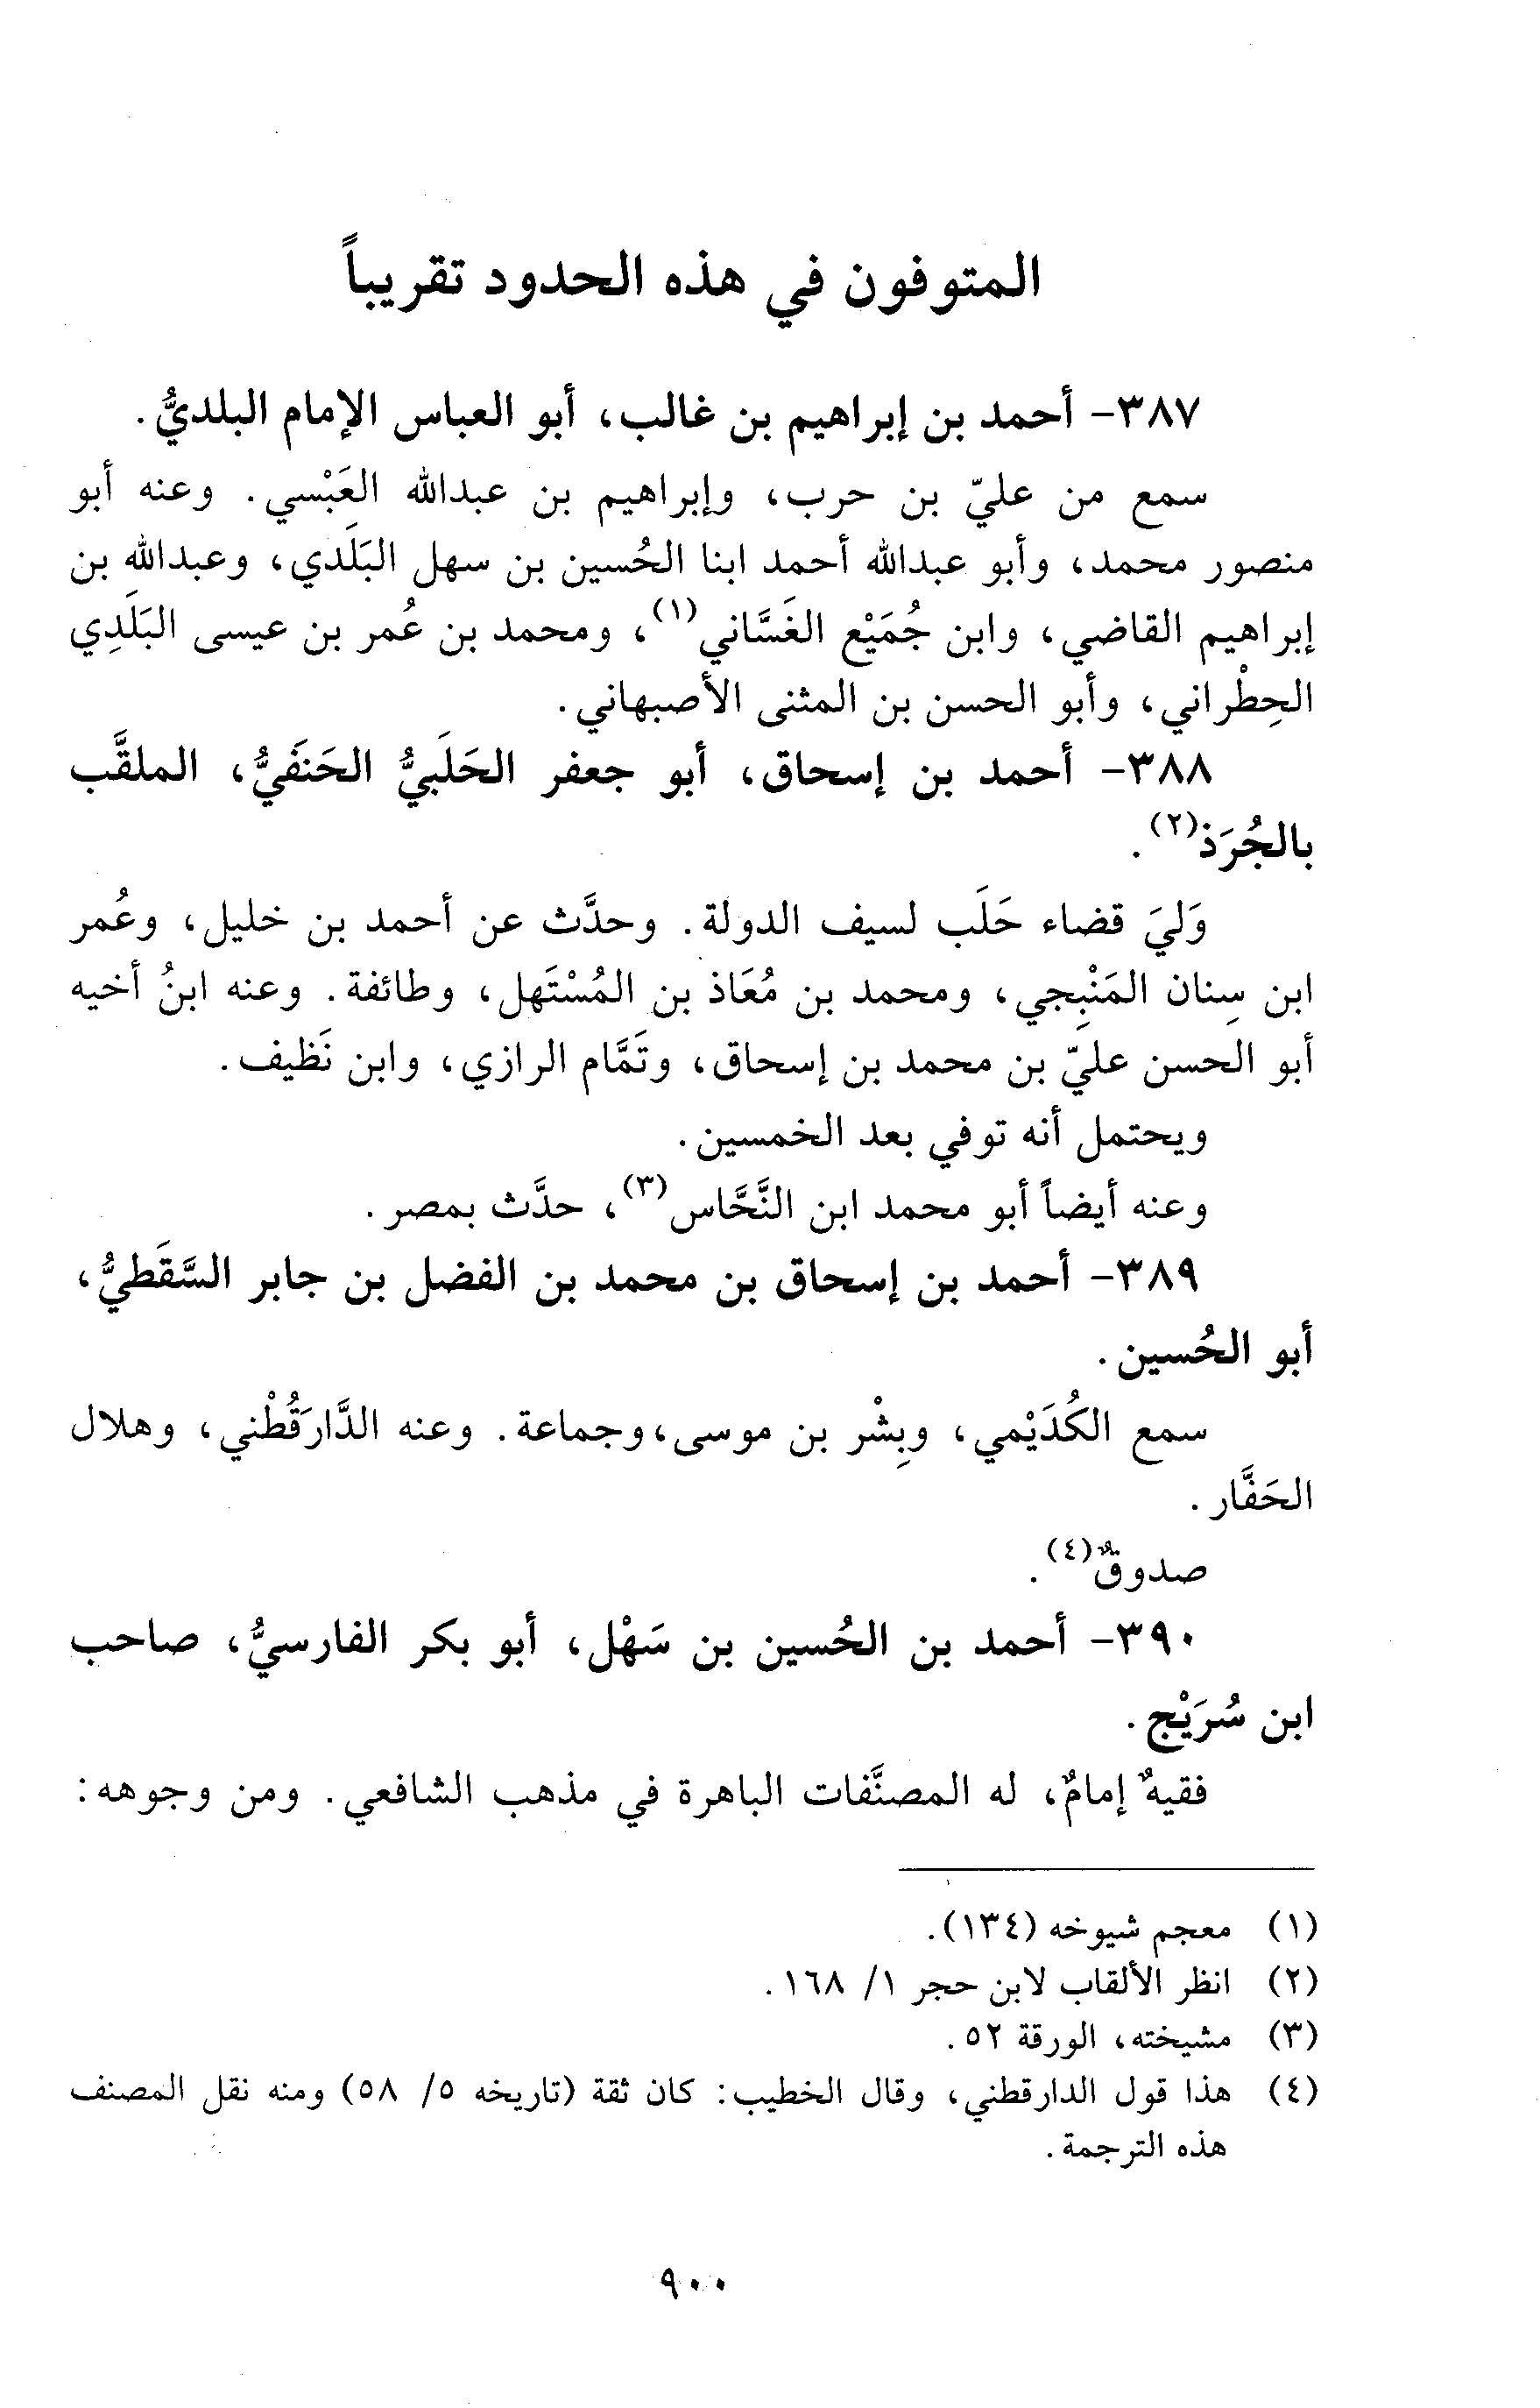 المتوفون في هذه الحدود تقريباً
٣٨٧- أحمد بن إبراهيم بن غالب، أبو العباس الإمام البلديُّ.
سمع من عليّ بن حرب، وإبراهيم بن عبدالله العَبْسي. وعنه أبو
منصور محمد، وأبو عبدالله أحمد ابنا الحُسين بن سهل البَلَدي، وعبدالله بن
إبراهيم القاضي، وابن جُمَيْع الغَسَّاني(١)، ومحمد بن عُمر بن عيسى البَلَدِي
الحِطْراني، وأبو الحسن بن المثنى الأصبهاني.
٣٨٨- أحمد بن إسحاق، أبو جعفر الحَلَبيُّ الحَنَفيُّ، الملقَّب
بالجُرَذ(٢).
وَليَ قضاء حَلَب لسيف الدولة. وحدَّث عن أحمد بن خليل، وعُمر
ابن سِنان المَنْبِجي، ومحمد بن مُعَاذ بن المُسْتَهل، وطائفة. وعنه ابنُ أخيه
أبو الحسن عليّ بن محمد بن إسحاق، وتَمَّام الرازي، وابن نَظيف.
ويحتمل أنه توفي بعد الخمسين.
وعنه أيضاً أبو محمد ابن النَّحَّاس(٣)، حدَّث بمصر.
٣٨٩- أحمد بن إسحاق بن محمد بن الفضل بن جابر السَّقَطيُّ،
أبو الحُسين.
سمع الكُدَيْمي، وبِشْر بن موسى، وجماعة. وعنه الدَّارَقُطْني، وهلال
الحَفَّار.
صدوقٌ(٤).
٣٩٠- أحمد بن الحُسين بن سَهْل، أبو بكر الفارسيُّ، صاحب
ابن سُرَيْج.
فقيهٌ إمامٌ، له المصنَّفات الباهرة في مذهب الشافعي. ومن وجوهه:
(١) معجم شيوخه (١٣٤).
(٢) انظر الألقاب لابن حجر ١/ ١٦٨.
(٣) مشيخته، الورقة ٥٢.
(٤) هذا قول الدارقطني، وقال الخطيب: كان ثقة (تاريخه ٥/ ٥٨) ومنه نقل المصنف
هذه الترجمة.
٩٠٠